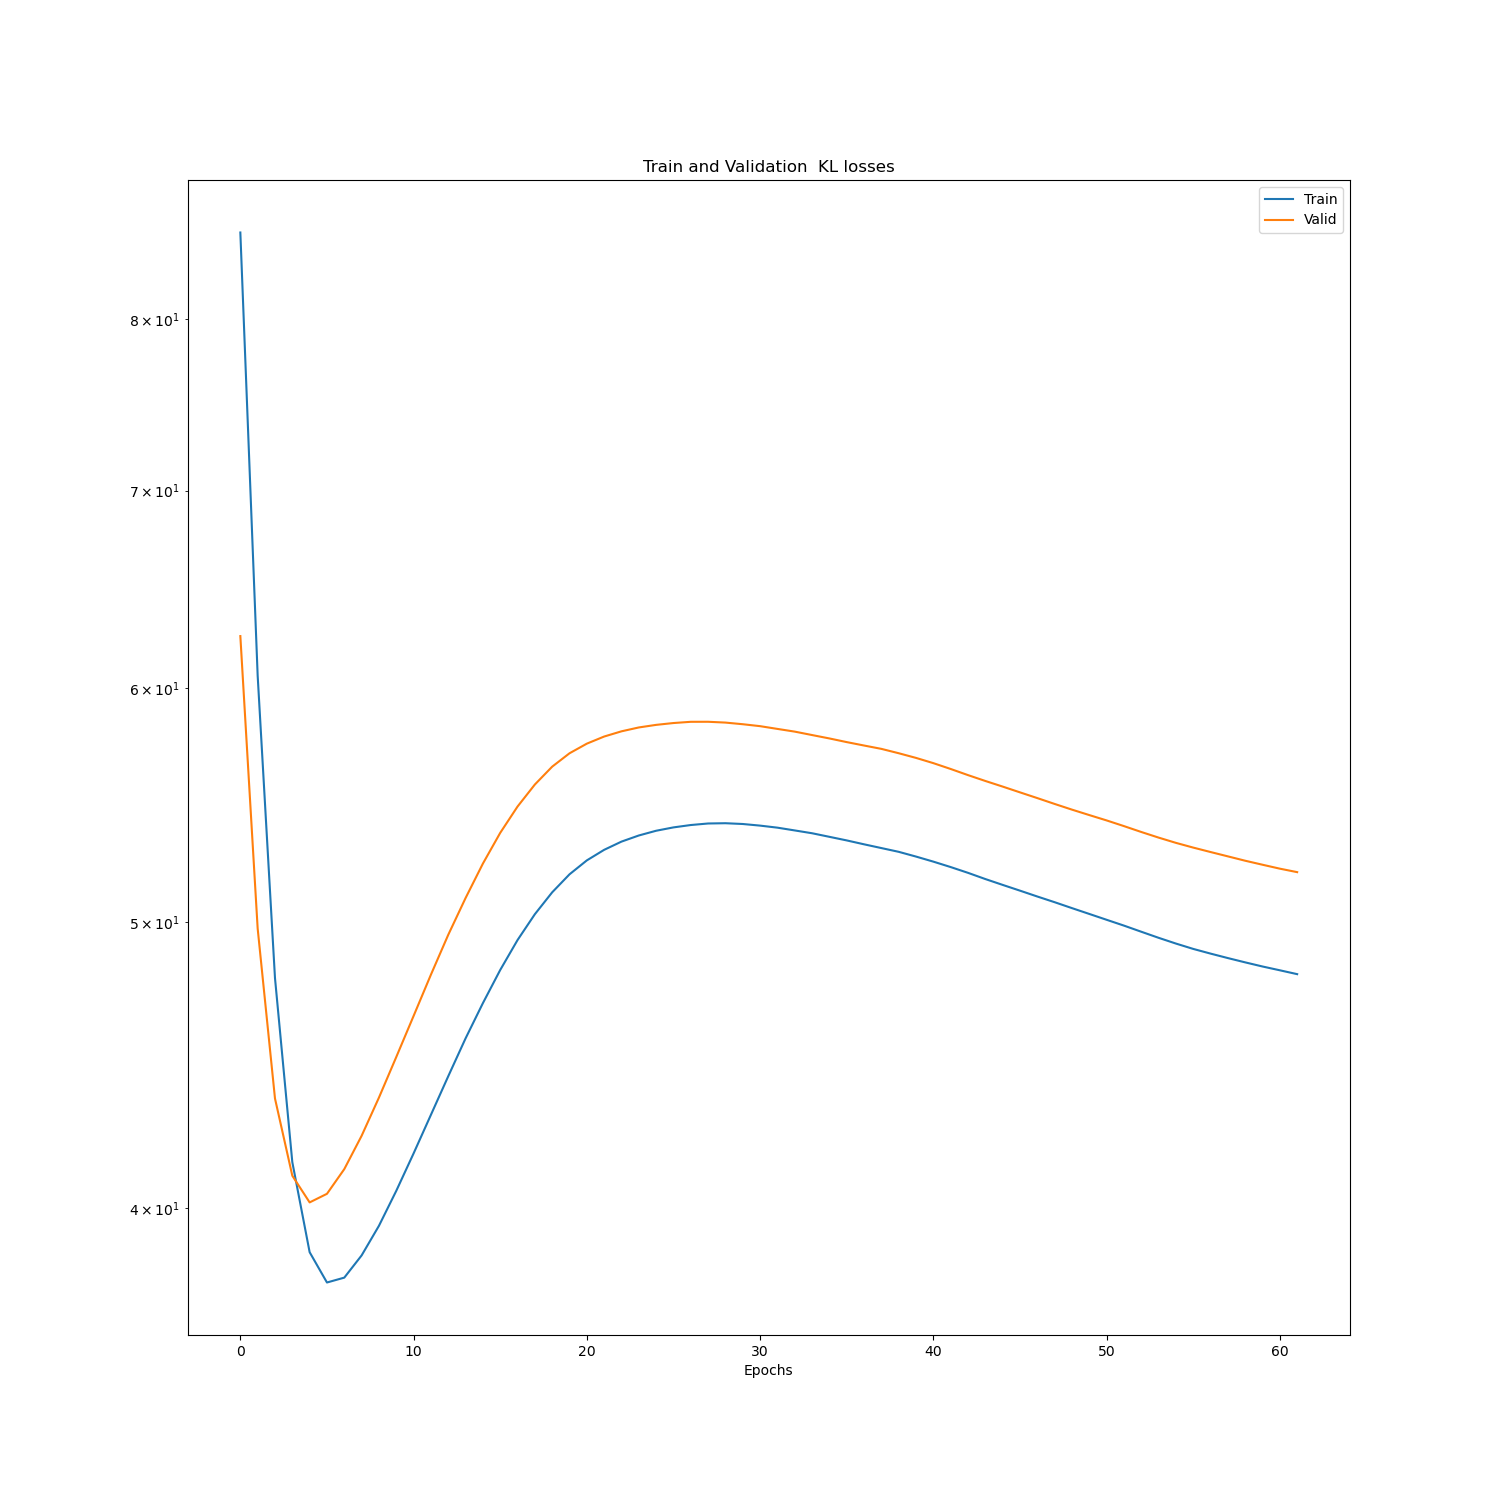 Train and Validation  KL losses
Train
Valid
8 × 10¹
7 × 10¹
6 × 10¹
5 × 10¹
4 × 10¹
0 10 20 30 40 50 60
Epochs